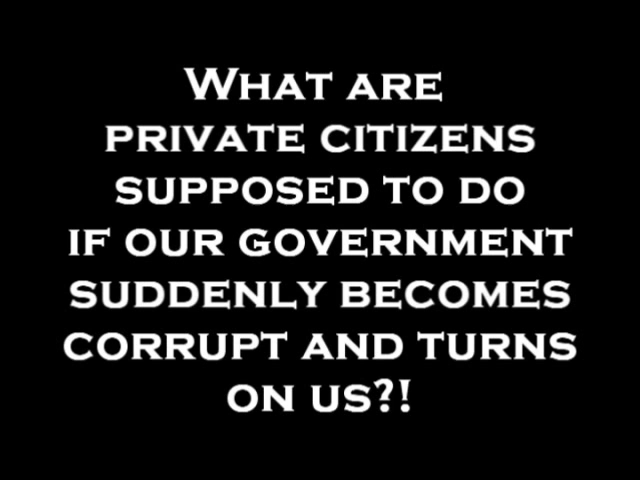 What are
private citizens
supposed to do
if our government
suddenly becomes
corrupt and turns
on us?!